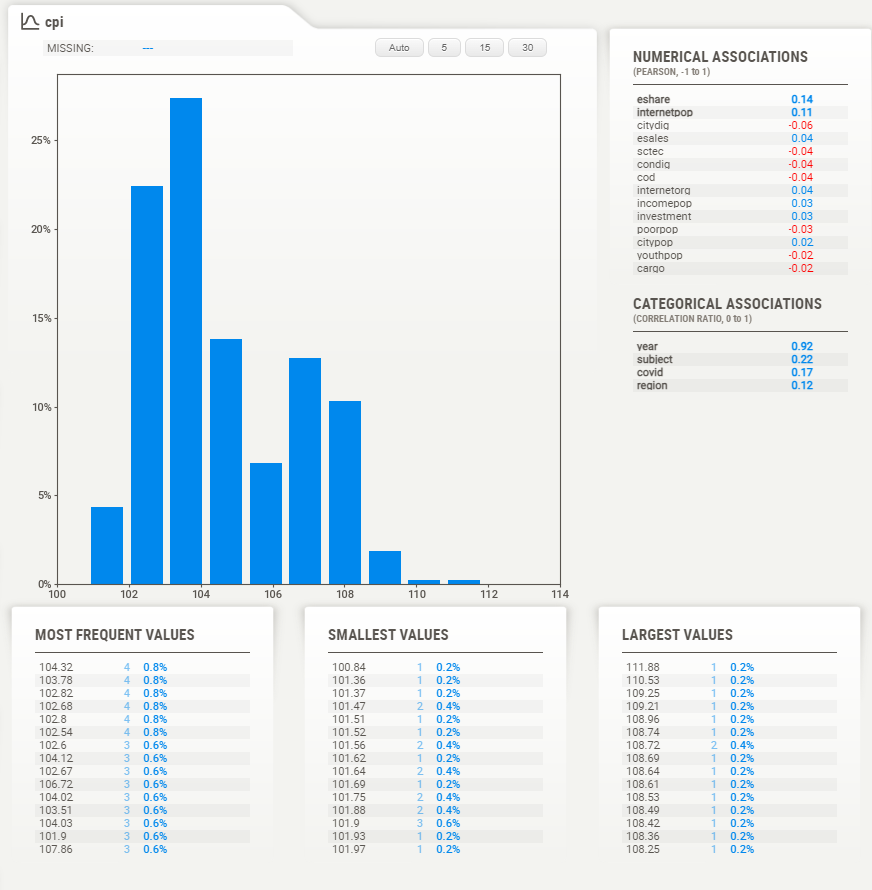 cpi
MISSING: ---
Auto 5 15 30
25%
20%
15%
10%
5%
0%
100 102 104 106 108 110 112 114
NUMERICAL ASSOCIATIONS
(PEARSON, -1 to 1)
eshare 0.14
internetpop 0.11
citydig -0.06
esales 0.04
sctec -0.04
condig -0.04
cod -0.04
internetorg 0.04
incomepop 0.03
investment 0.03
poorpop -0.03
citypop 0.02
youthpop -0.02
cargo -0.02
CATEGORICAL ASSOCIATIONS
(CORRELATION RATIO, 0 to 1)
year 0.92
subject 0.22
covid 0.17
region 0.12
MOST FREQUENT VALUES
104.32 4 0.8%
103.78 4 0.8%
102.82 4 0.8%
102.68 4 0.8%
102.8 4 0.8%
102.54 4 0.8%
102.6 3 0.6%
104.12 3 0.6%
102.67 3 0.6%
106.72 3 0.6%
104.02 3 0.6%
103.51 3 0.6%
104.03 3 0.6%
101.9 3 0.6%
107.86 3 0.6%
SMALLEST VALUES
100.84 1 0.2%
101.36 1 0.2%
101.37 1 0.2%
101.47 2 0.4%
101.51 1 0.2%
101.52 1 0.2%
101.56 2 0.4%
101.62 1 0.2%
101.64 2 0.4%
101.69 1 0.2%
101.75 2 0.4%
101.88 2 0.4%
101.9 3 0.6%
101.93 1 0.2%
101.97 1 0.2%
LARGEST VALUES
111.88 1 0.2%
110.53 1 0.2%
109.25 1 0.2%
109.21 1 0.2%
108.96 1 0.2%
108.74 1 0.2%
108.72 2 0.4%
108.69 1 0.2%
108.64 1 0.2%
108.61 1 0.2%
108.53 1 0.2%
108.49 1 0.2%
108.42 1 0.2%
108.36 1 0.2%
108.25 1 0.2%